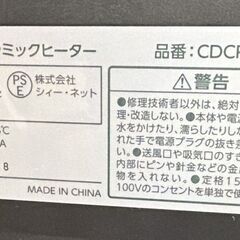 ミックヒーター 品番：CDCF
PS E 株式会社 シィー・ネット
⚠警告
●修理技術者以外は、絶対
理・改造しない。●本体や電源
水をかけたり、濡らしたりしな
れた手で電源プラグの抜き
ない。●送風口や吸気口のす
内部にピンや針金などの金
●定格15
100Vのコンセントを単独で使
℃
A
8
MADE IN CHINA